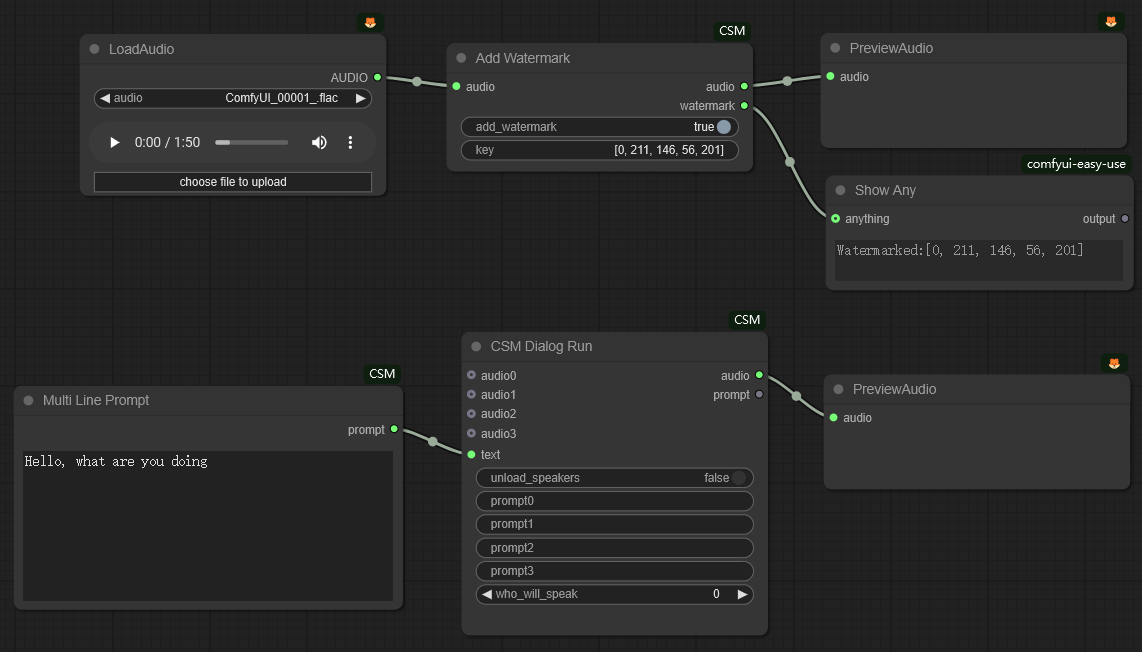 LoadAudio
AUDIO
audio ComfyUI_00001_.flac
0:00 / 1:50
choose file to upload
CSM
Add Watermark
audio audio
watermark
add_watermark true
key [0, 211, 146, 56, 201]
PreviewAudio
audio
comfyui-easy-use
Show Any
anything output
Watermarked:[0, 211, 146, 56, 201]
CSM
Multi Line Prompt
prompt
Hello, what are you doing
CSM
CSM Dialog Run
audio0 audio
audio1 prompt
audio2
audio3
text
unload_speakers false
prompt0
prompt1
prompt2
prompt3
who_will_speak 0
PreviewAudio
audio